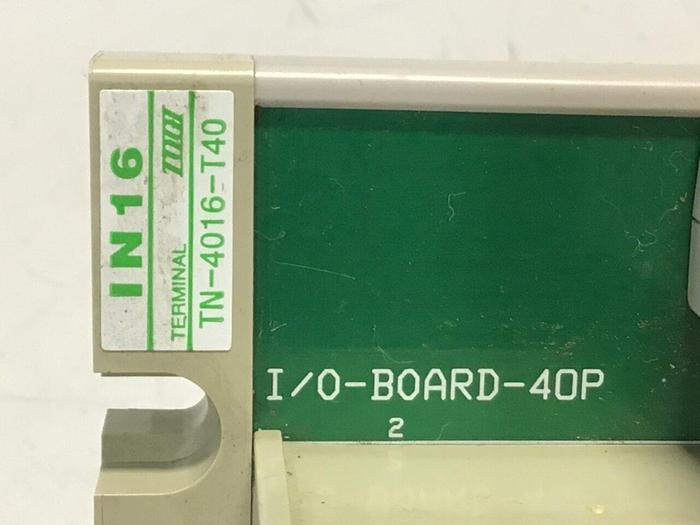 IN16
TERMINAL
TN-4016-T40
I/O-BOARD-40P
2